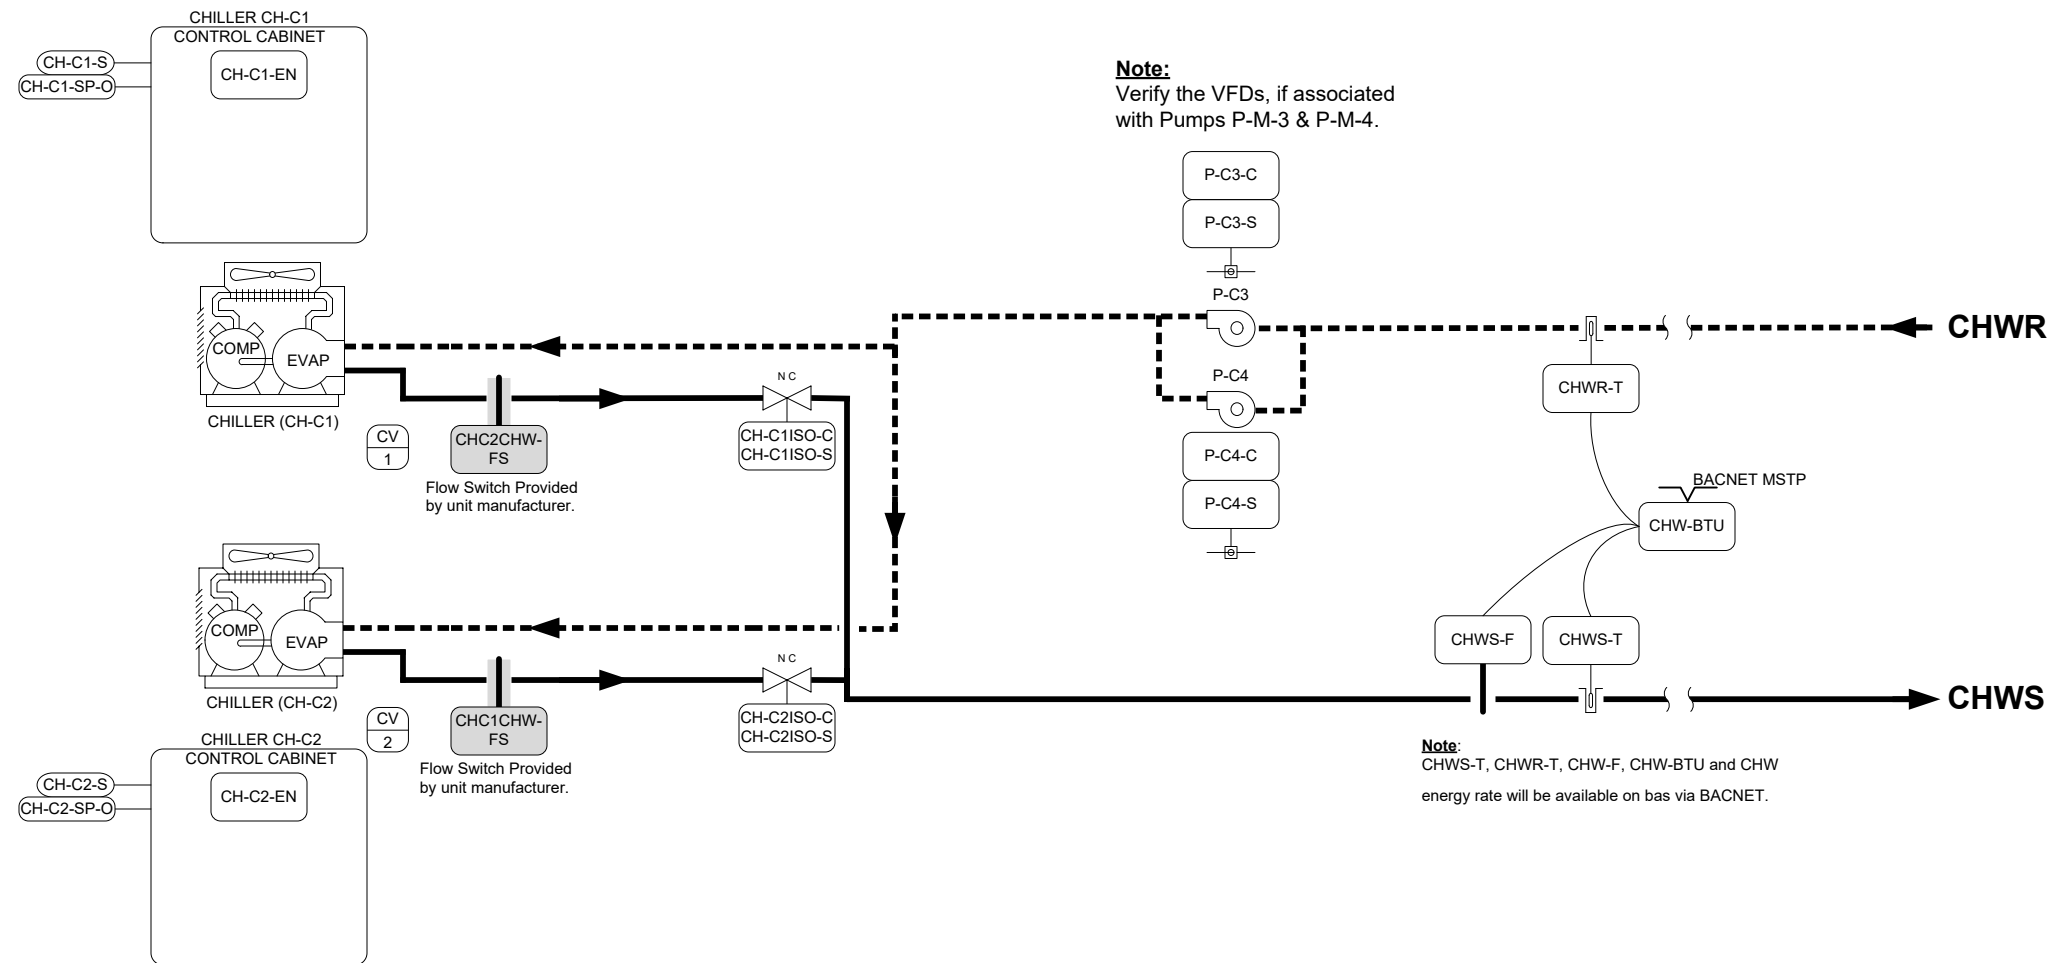 CHILLER CH-C1
CONTROL CABINET
CH-C1-S
CH-C1-SP-O
CH-C1-EN
Note:
Verify the VFDs, if associated
with Pumps P-M-3 & P-M-4.
P-C3-C
P-C3-S
P-C3
CHWR
COMP
EVAP
CHILLER (CH-C1)
P-C4
CHWR-T
N C
CV
1
CHC2CHW-
FS
CH-C1ISO-C
CH-C1ISO-S
Flow Switch Provided
by unit manufacturer.
P-C4-C
P-C4-S
BACNET MSTP
CHW-BTU
COMP
EVAP
CHILLER (CH-C2)
CHWS-F
CHWS-T
N C
CHWS
CV
2
CHC1CHW-
FS
CH-C2ISO-C
CH-C2ISO-S
Flow Switch Provided
by unit manufacturer.
CHILLER CH-C2
CONTROL CABINET
CH-C2-S
CH-C2-SP-O
CH-C2-EN
Note:
CHWS-T, CHWR-T, CHW-F, CHW-BTU and CHW
energy rate will be available on bas via BACNET.